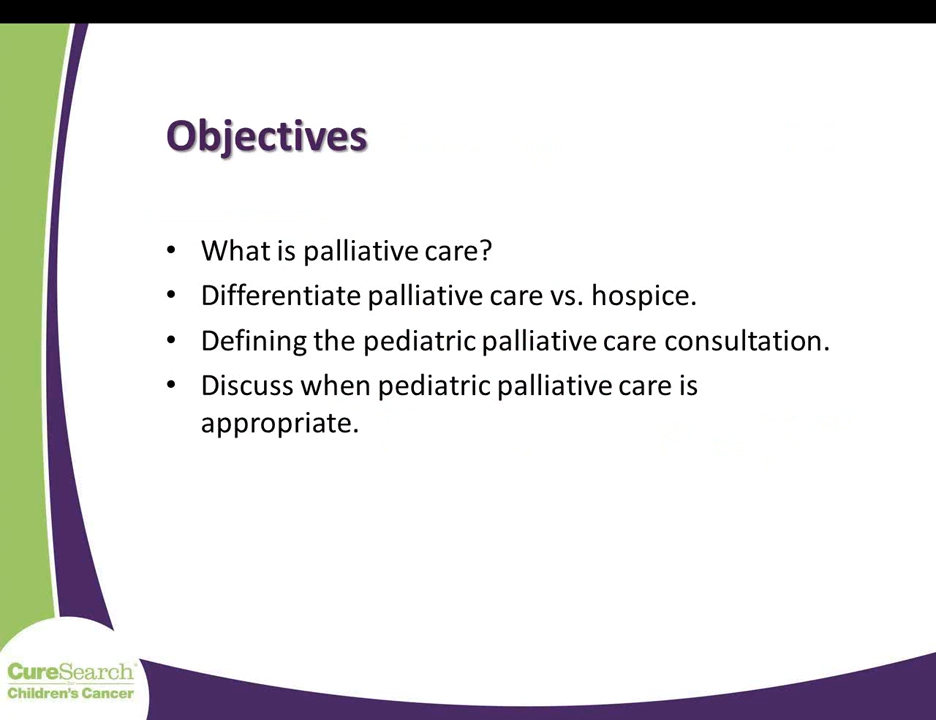 Objectives
• What is palliative care?
• Differentiate palliative care vs. hospice.
• Defining the pediatric palliative care consultation.
• Discuss when pediatric palliative care is
appropriate.
CureSearch
Children's Cancer